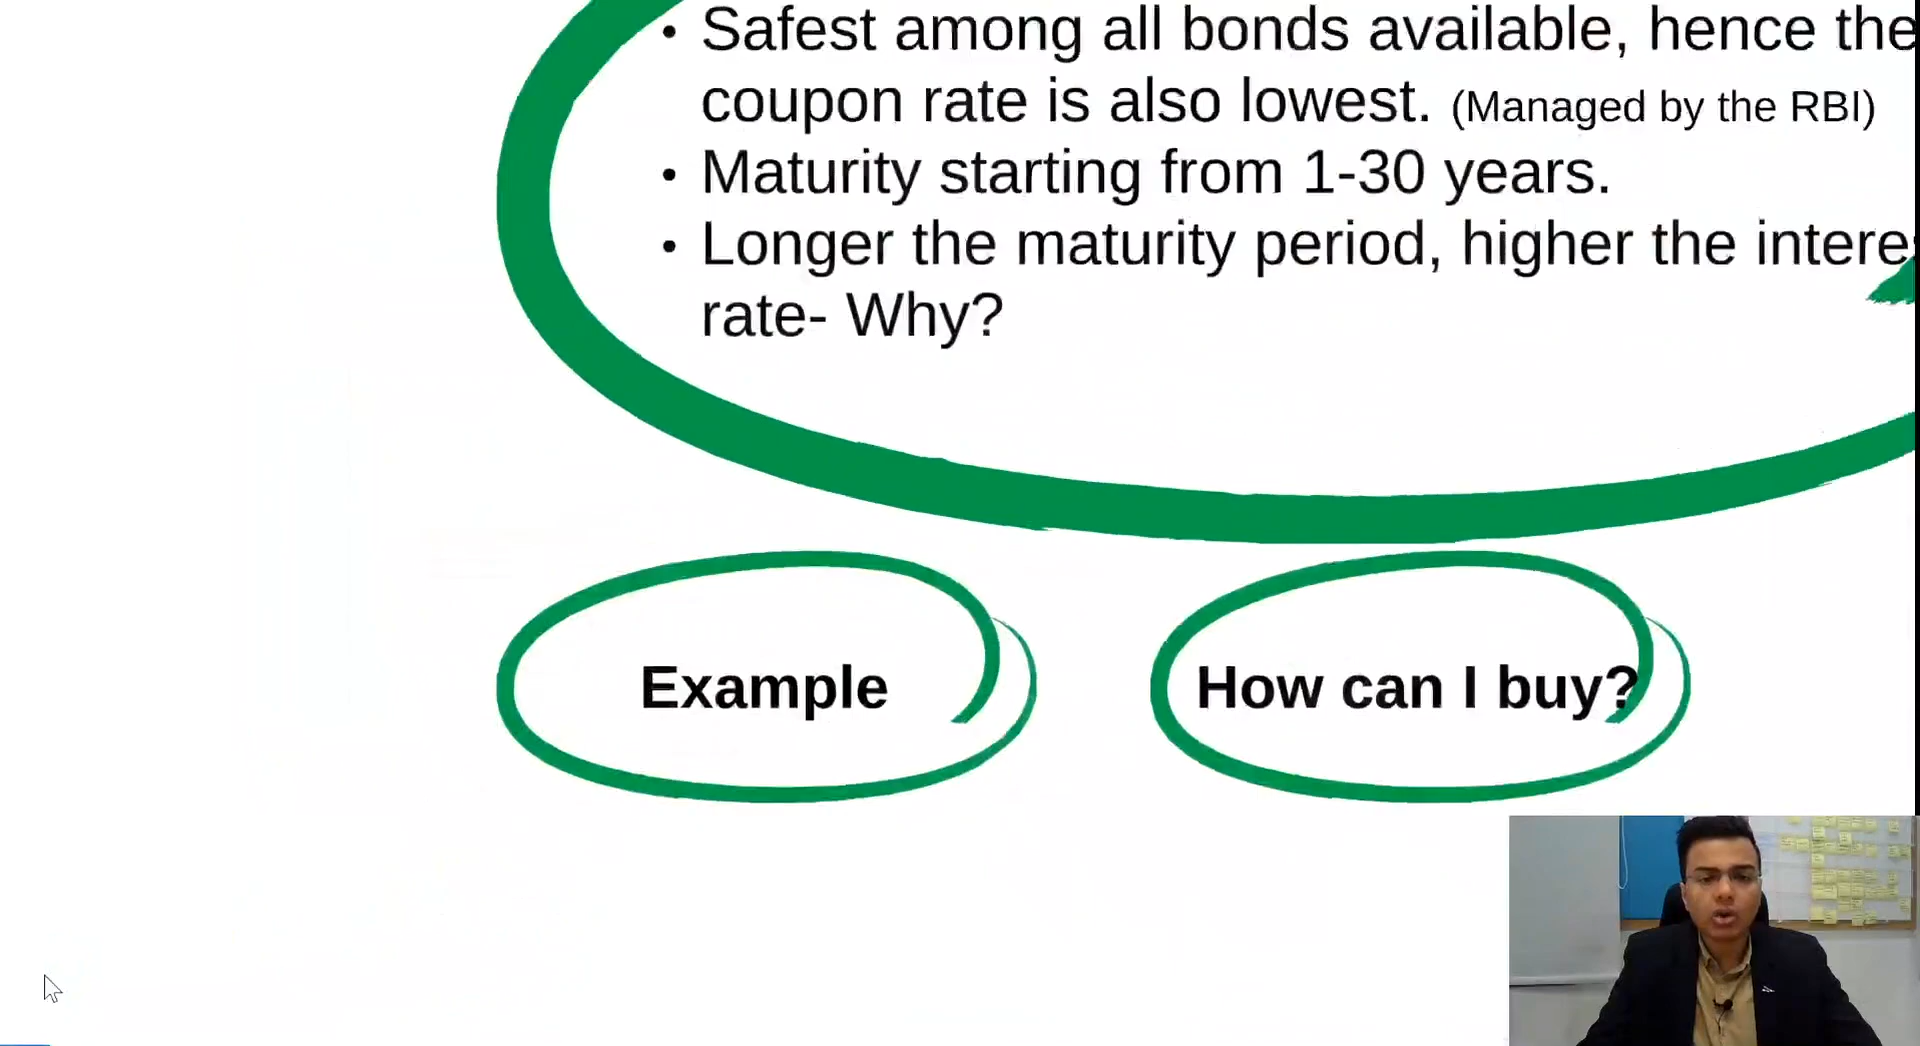 • Safest among all bonds available, hence the
coupon rate is also lowest. (Managed by the RBI)
• Maturity starting from 1-30 years.
• Longer the maturity period, higher the intere
rate- Why?
Example
How can I buy?